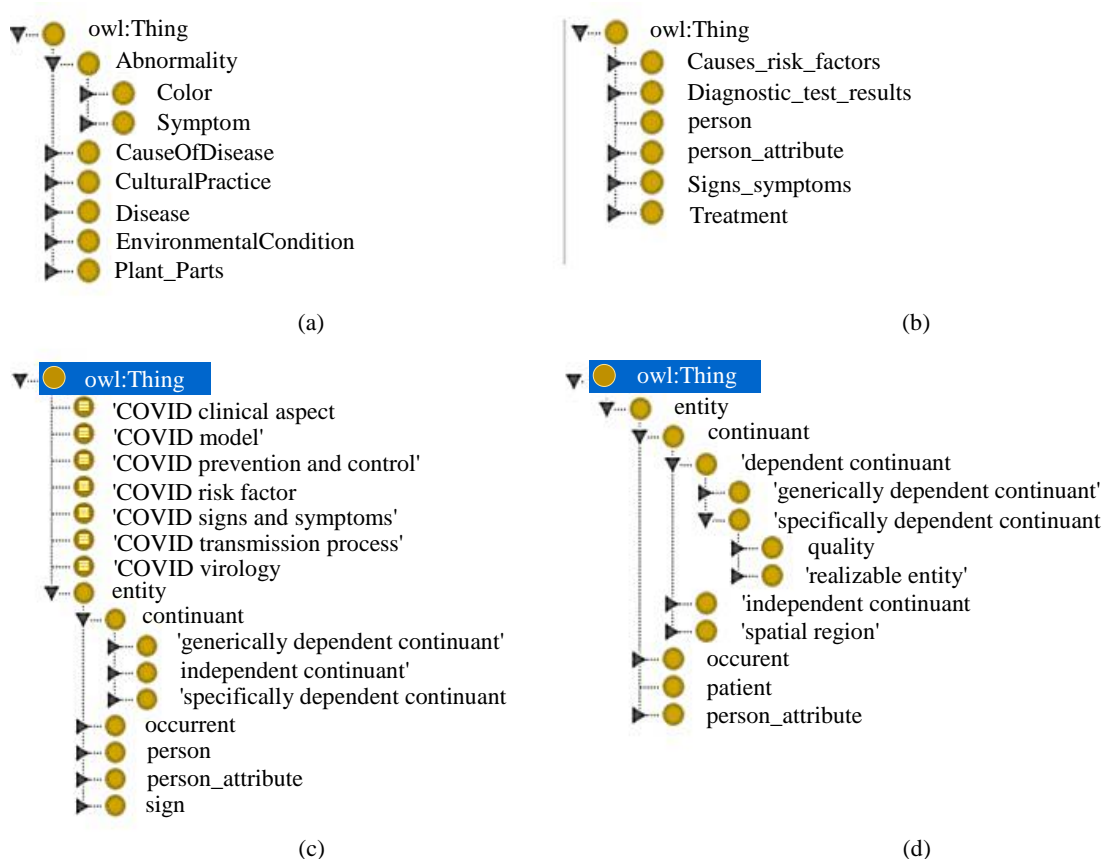 owl:Thing
Abnormality
Color
Symptom
CauseOfDisease
CulturalPractice
Disease
EnvironmentalCondition
Plant_Parts
(a)
owl:Thing
Causes_risk_factors
Diagnostic_test_results
person
person_attribute
Signs_symptoms
Treatment
(b)
owl:Thing
'COVID clinical aspect
'COVID model'
'COVID prevention and control'
'COVID risk factor
'COVID signs and symptoms'
'COVID transmission process'
'COVID virology
entity
continuant
'generically dependent continuant'
independent continuant'
'specifically dependent continuant
occurrent
person
person_attribute
sign
(c)
owl:Thing
entity
continuant
'dependent continuant
'generically dependent continuant'
'specifically dependent continuant
quality
'realizable entity'
'independent continuant
'spatial region'
occurent
patient
person_attribute
(d)